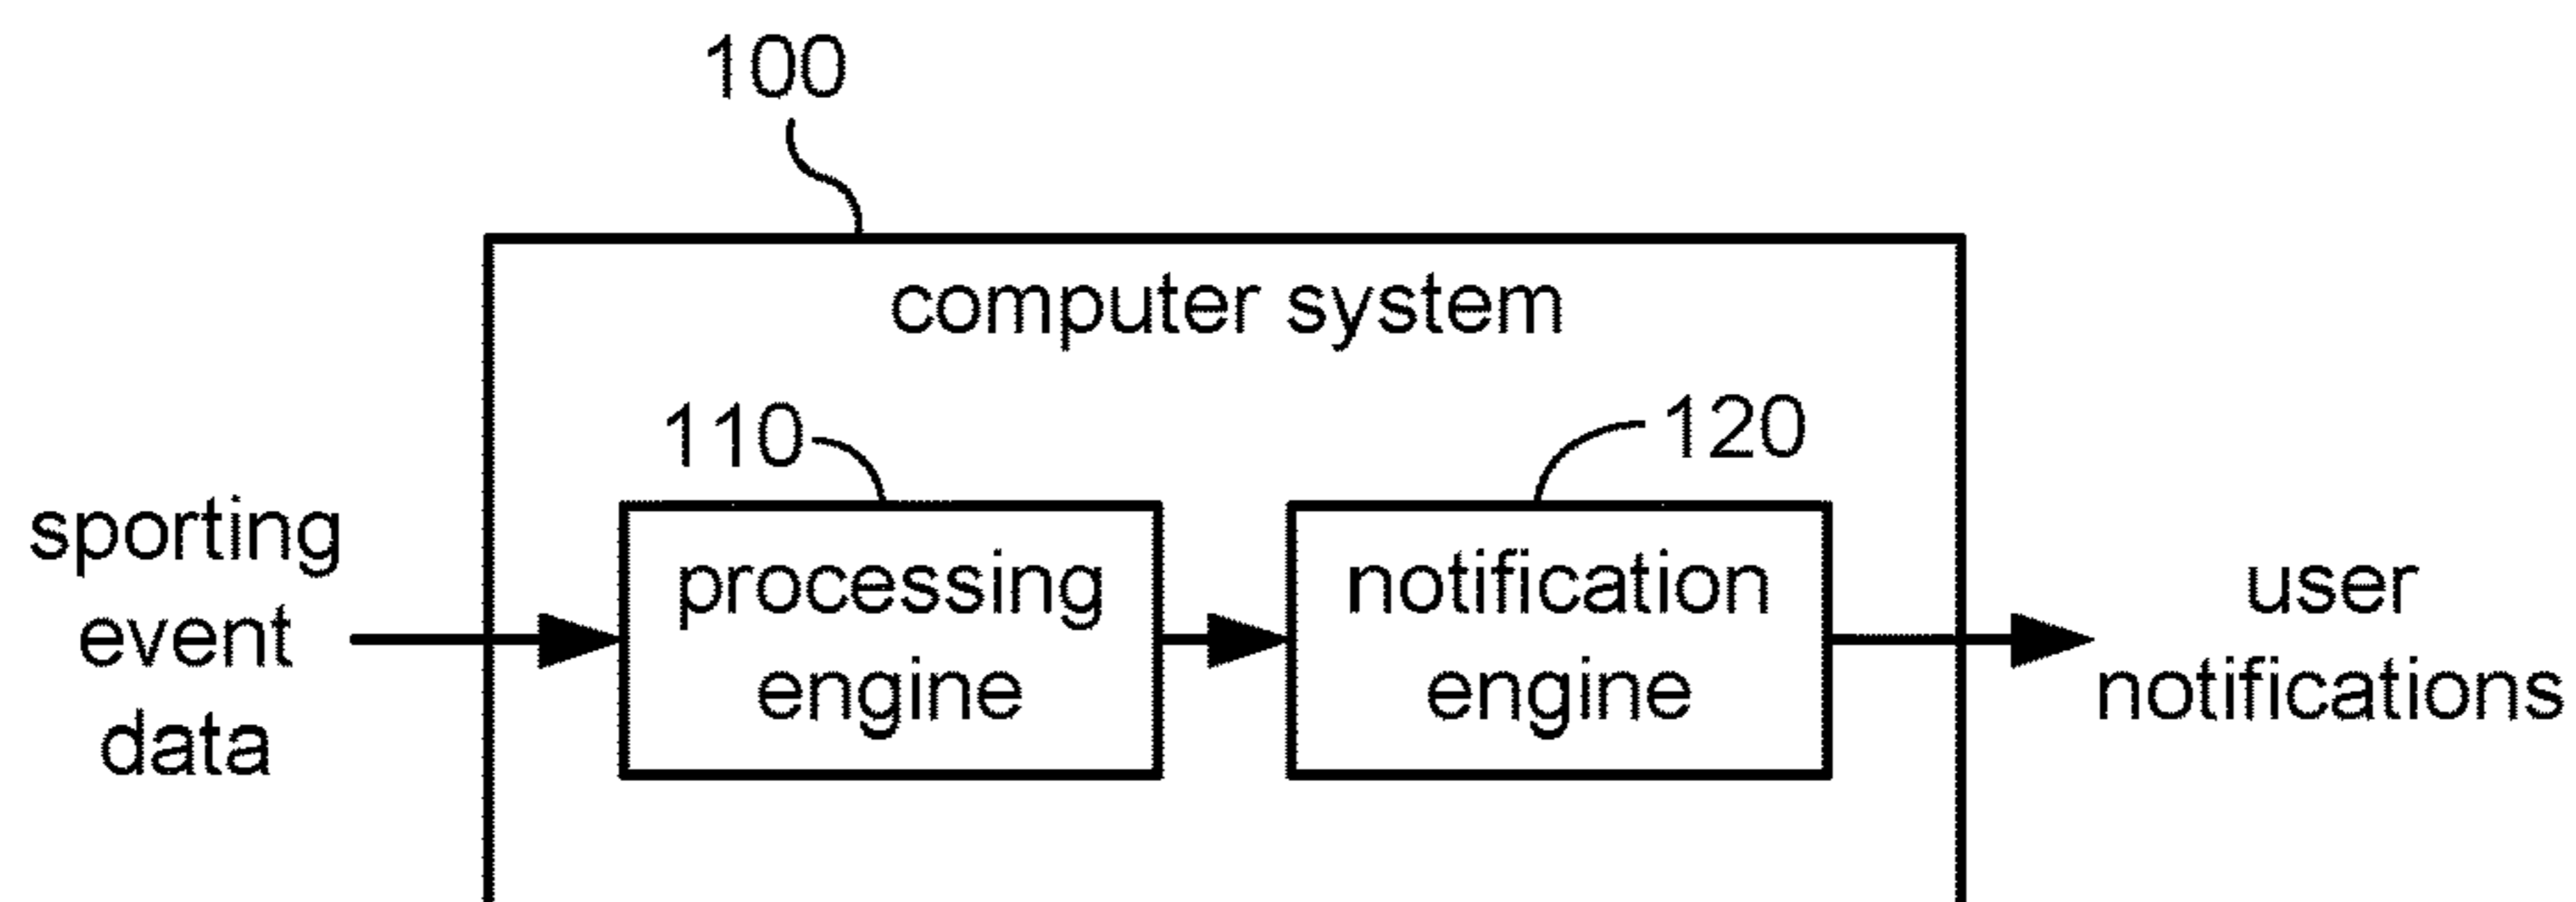 100
computer system
110
120
sporting
event
data
processing
engine
notification
engine
user
notifications